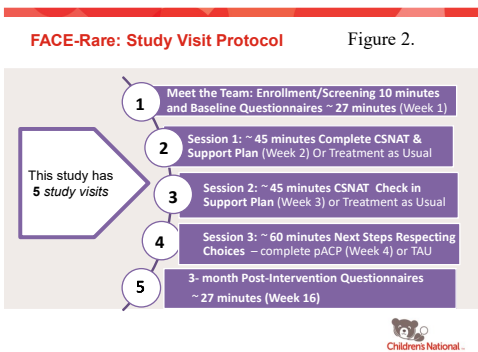 FACE-Rare: Study Visit Protocol
Figure 2.
This study has
5 study visits
1
Meet the Team: Enrollment/Screening 10 minutes
and Baseline Questionnaires ~ 27 minutes (Week 1)
2
Session 1: ~ 45 minutes Complete CSNAT &
Support Plan (Week 2) Or Treatment as Usual
3
Session 2: ~ 45 minutes CSNAT Check in
Support Plan (Week 3) or Treatment as Usual
4
Session 3: ~ 60 minutes Next Steps Respecting
Choices – complete pACP (Week 4) or TAU
5
3- month Post-Intervention Questionnaires
~ 27 minutes (Week 16)
Children's National